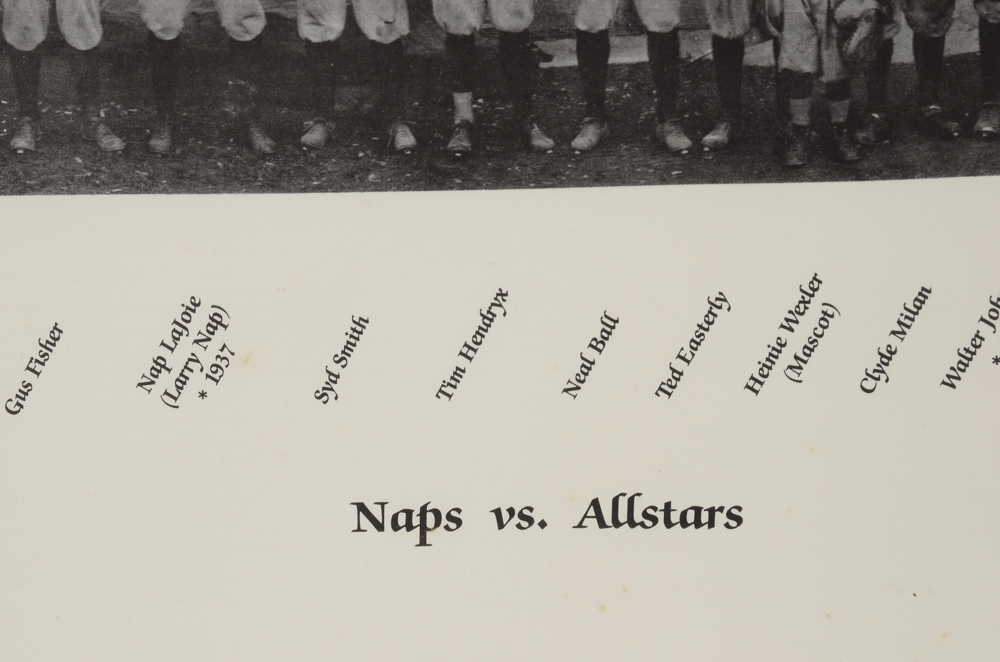 Gus Fisher
Nap LaJoie
(Larry Nap)
* 1937
Syd Smith
Tim Hendryx
Neal Ball
Ted Easterly
Heinie Wexler
(Mascot)
Clyde Milan
Walter
*
Naps vs. Allstars